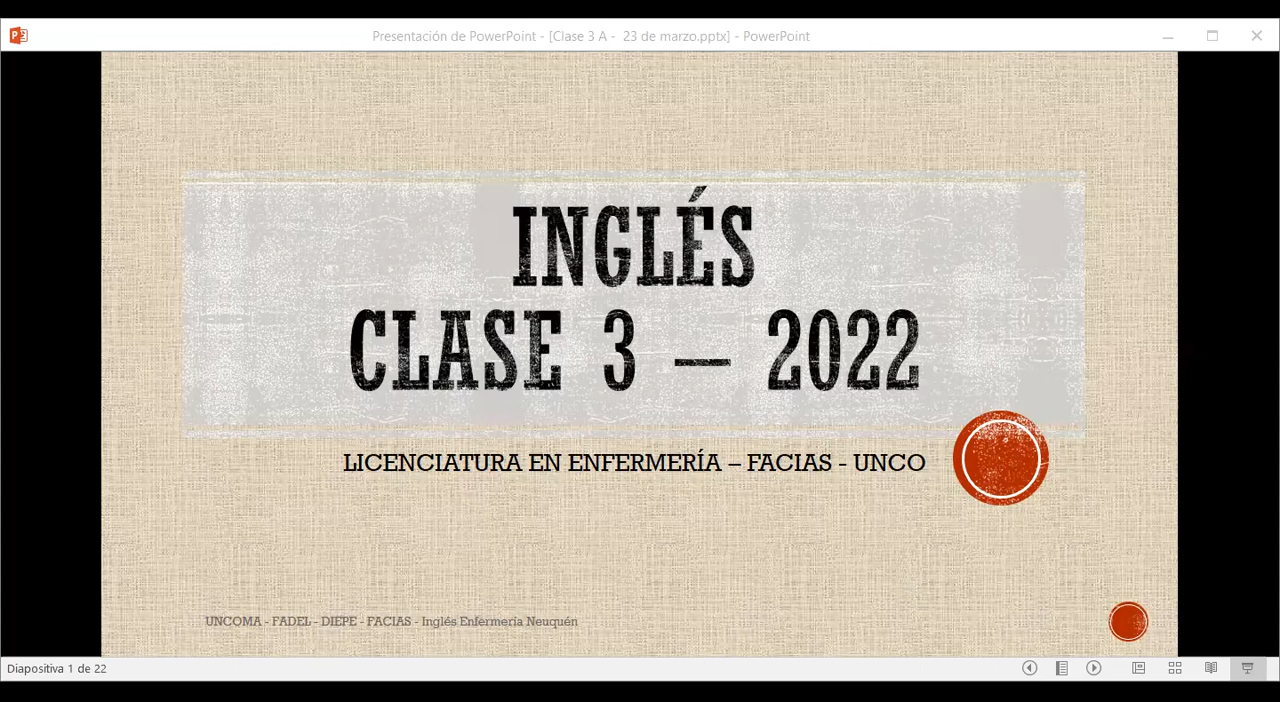 Presentación de PowerPoint - [Clase 3 A -  23 de marzo.pptx] - PowerPoint
INGLÉS
CLASE 3 – 2022
LICENCIATURA EN ENFERMERÍA – FACIAS - UNCO
UNCOMA - FADEL - DIEPE - FACIAS - Inglés Enfermería Neuquén
Diapositiva 1 de 22